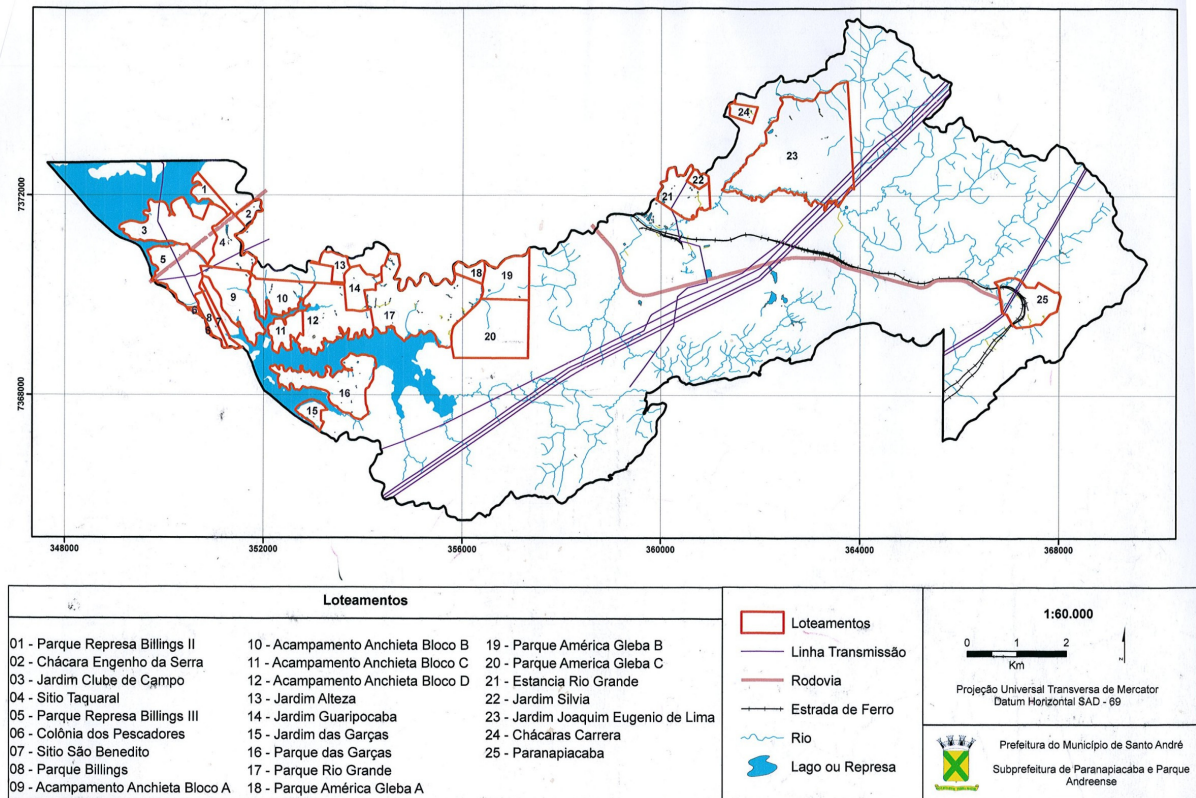 7372000
7368000
348000
352000
356000
360000
364000
368000
1
2
3
4
5
6
6
7
8
9
10
11
12
13
14
15
16
17
18
19
20
21
22
23
24
25
Loteamentos
01 - Parque Represa Billings II
02 - Chácara Engenho da Serra
03 - Jardim Clube de Campo
04 - Sitio Taquaral
05 - Parque Represa Billings III
06 - Colônia dos Pescadores
07 - Sitio São Benedito
08 - Parque Billings
09 - Acampamento Anchieta Bloco A
10 - Acampamento Anchieta Bloco B
11 - Acampamento Anchieta Bloco C
12 - Acampamento Anchieta Bloco D
13 - Jardim Alteza
14 - Jardim Guaripocaba
15 - Jardim das Garças
16 - Parque das Garças
17 - Parque Rio Grande
18 - Parque América Gleba A
19 - Parque América Gleba B
20 - Parque America Gleba C
21 - Estancia Rio Grande
22 - Jardim Silvia
23 - Jardim Joaquim Eugenio de Lima
24 - Chácaras Carrera
25 - Paranapiacaba
Loteamentos
Linha Transmissão
Rodovia
Estrada de Ferro
Rio
Lago ou Represa
1:60.000
0 1 2
Km
Projeção Universal Transversa de Mercator
Datum Horizontal SAD - 69
Prefeitura do Município de Santo André
Subprefeitura de Paranapiacaba e Parque
Andreense